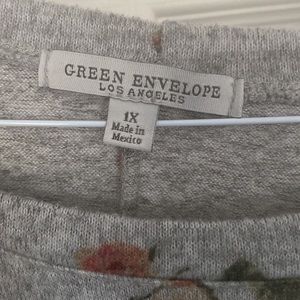 GREEN ENVELOPE
LOS ANGELES
1X
Made in
Mexico